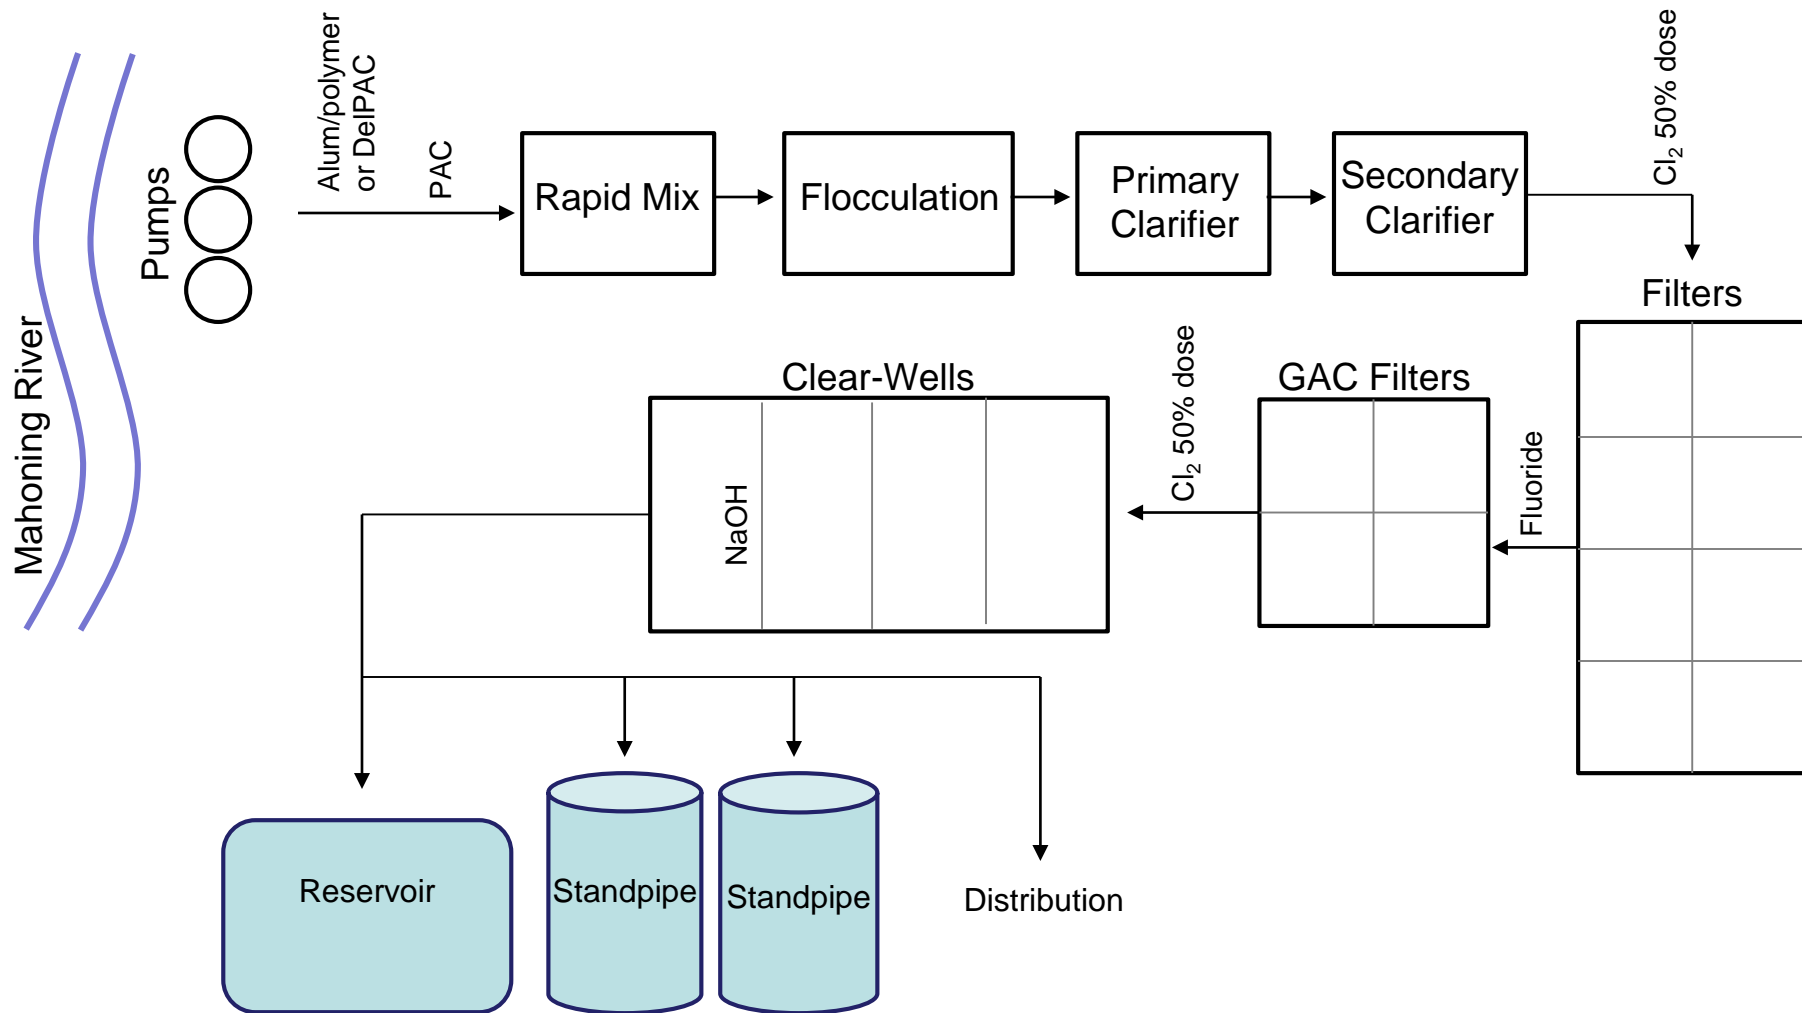 Mahoning River
Pumps
Alum/polymer
or DelPAC
PAC
Rapid Mix
Flocculation
Primary
Clarifier
Secondary
Clarifier
Cl₂ 50% dose
Filters
Fluoride
GAC Filters
Cl₂ 50% dose
Clear-Wells
NaOH
Reservoir
Standpipe
Standpipe
Distribution